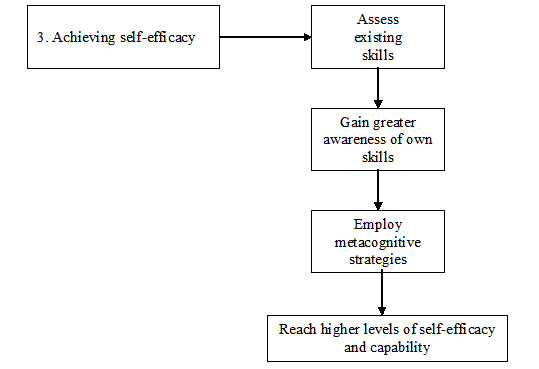 3. Achieving self-efficacy
Assess
existing
skills
Gain greater
awareness of own
skills
Employ
metacognitive
strategies
Reach higher levels of self-efficacy
and capability